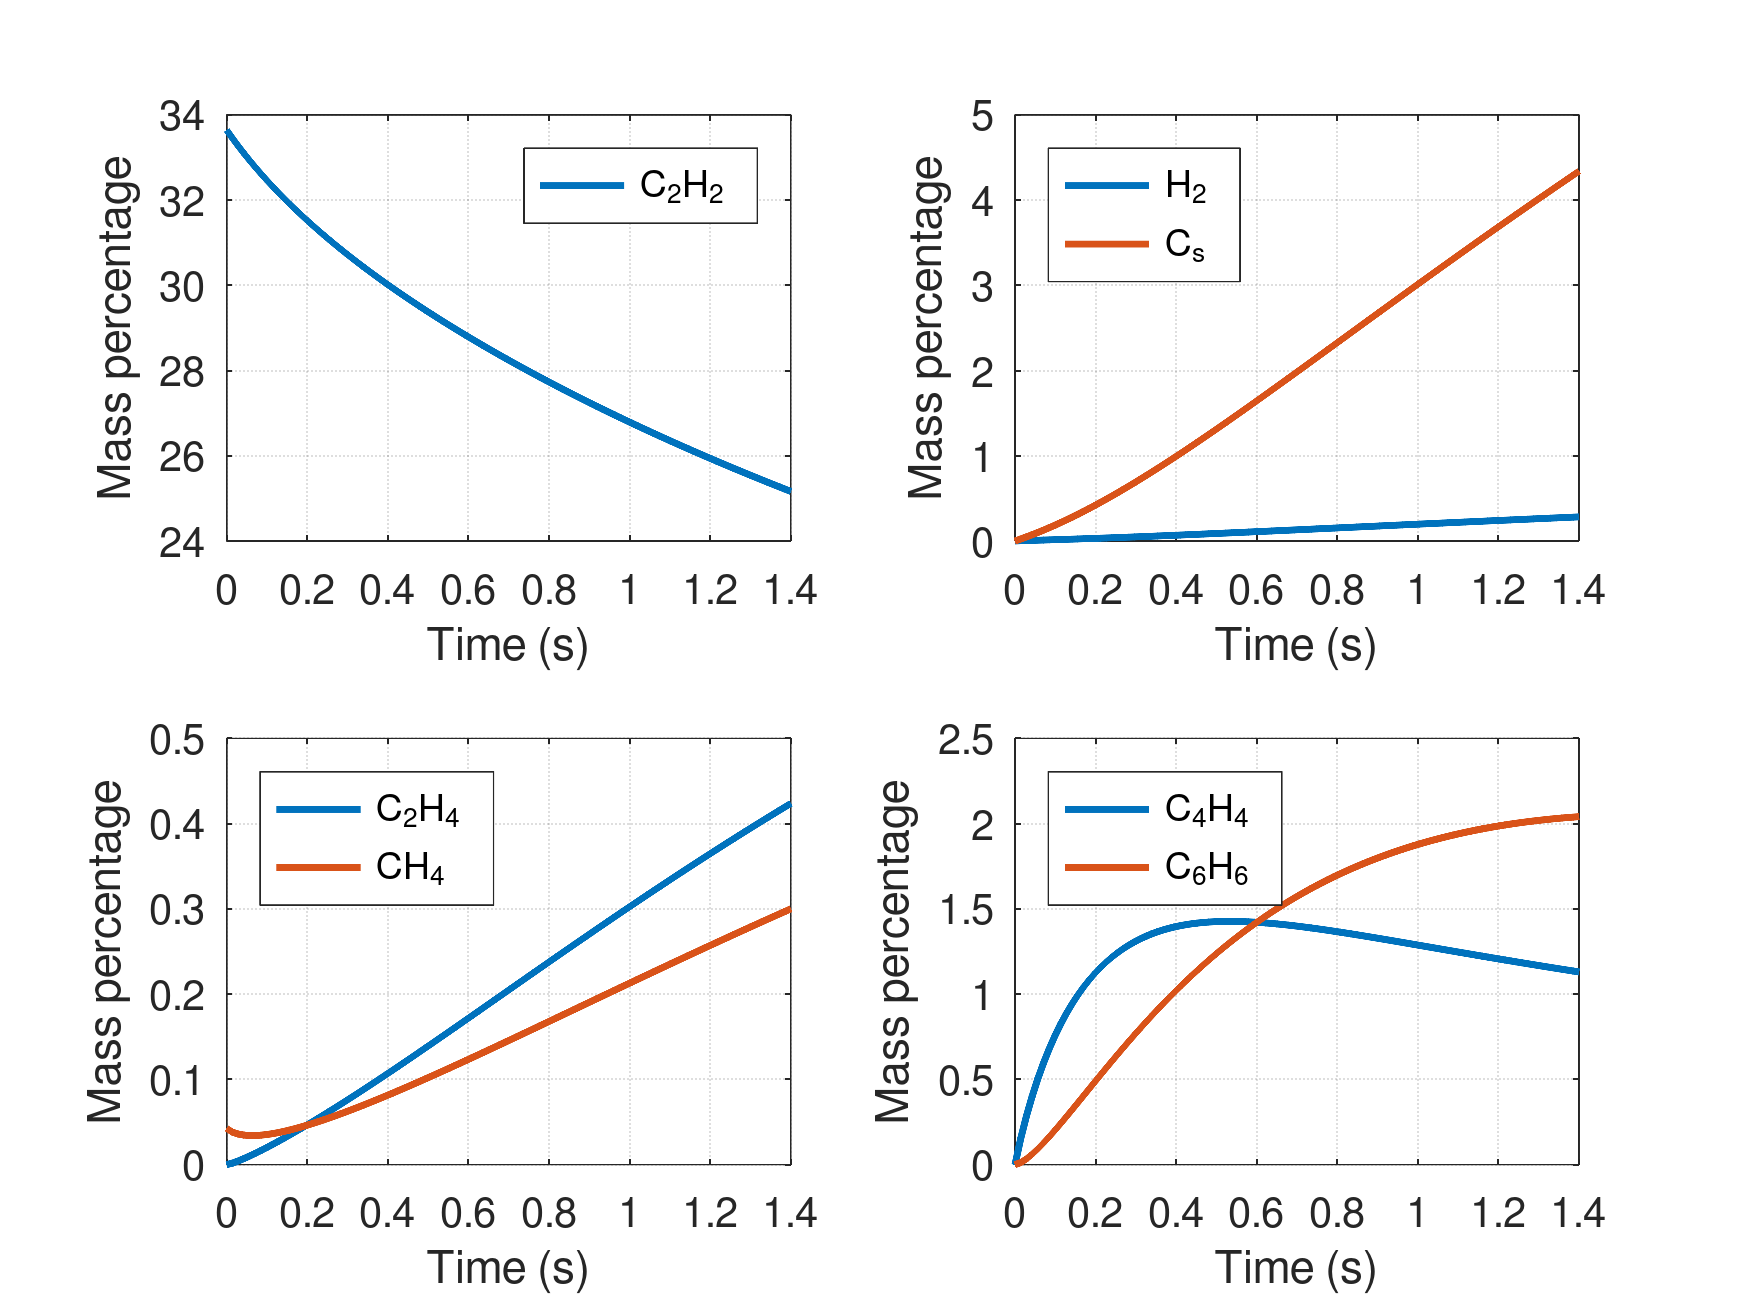 34
32
30
28
26
24
Mass percentage
C₂H₂
0 0.2 0.4 0.6 0.8 1 1.2 1.4
Time (s)
5
4
3
2
1
0
Mass percentage
H₂
Cₛ
0 0.2 0.4 0.6 0.8 1 1.2 1.4
Time (s)
0.5
0.4
0.3
0.2
0.1
0
Mass percentage
C₂H₄
CH₄
0 0.2 0.4 0.6 0.8 1 1.2 1.4
Time (s)
2.5
2
1.5
1
0.5
0
Mass percentage
C₄H₄
C₆H₆
0 0.2 0.4 0.6 0.8 1 1.2 1.4
Time (s)